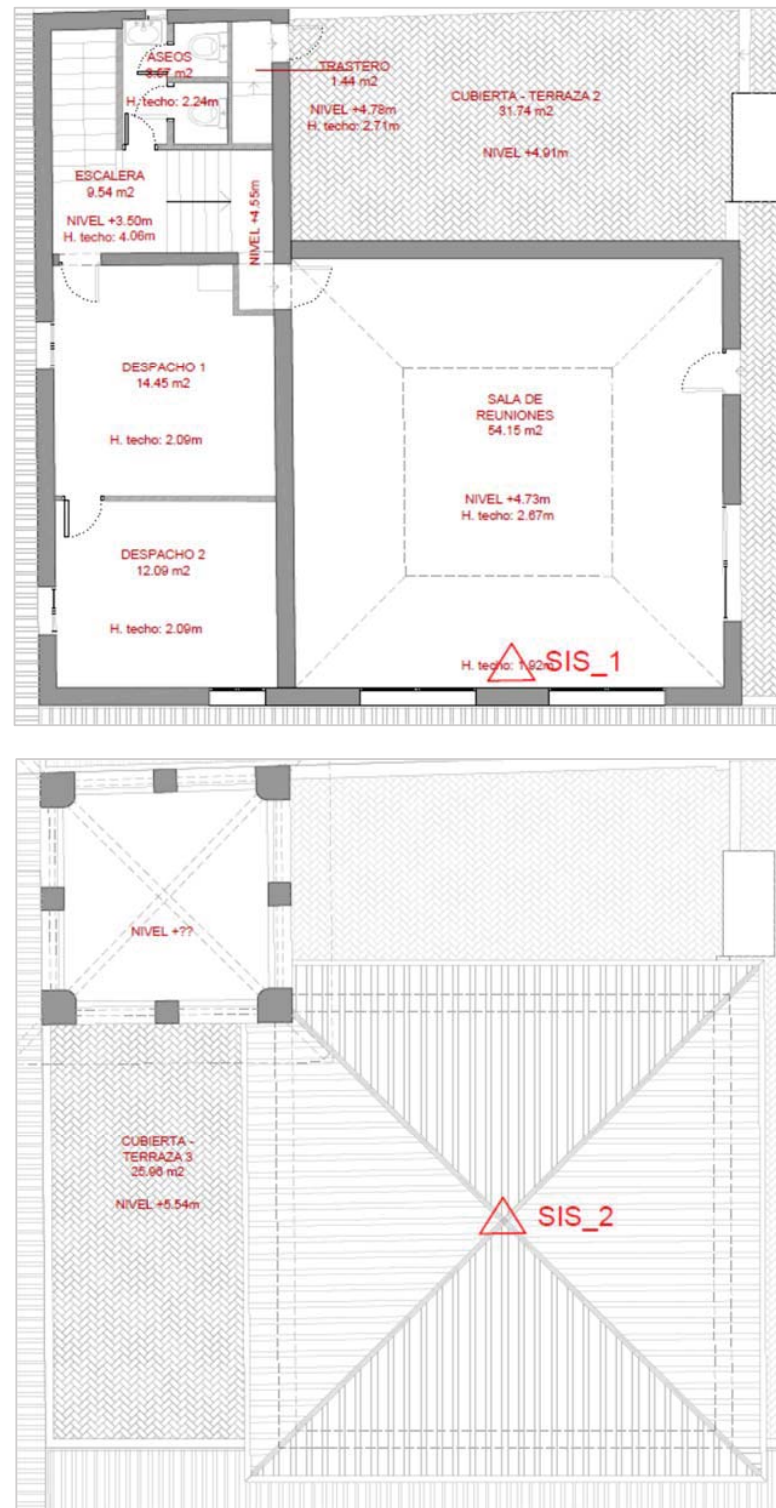 ASEOS
m2
H. techo: 2.24m
TRASTERO
1.44 m2
NIVEL +4.78m
H. techo: 2.71m
CUBIERTA - TERRAZA 2
31.74 m2
NIVEL +4.91m
ESCALERA
9.54 m2
NIVEL +3.50m
H. techo: 4.06m
NIVEL +4.55m
DESPACHO 1
14.45 m2
H. techo: 2.09m
SALA DE
REUNIONES
54.15 m2
NIVEL +4.73m
H. techo: 2.67m
DESPACHO 2
12.09 m2
H. techo: 2.09m
H. techo: 1.92m
SIS_1
NIVEL +??
CUBIERTA -
TERRAZA 3
25.96 m2
NIVEL +5.54m
SIS_2